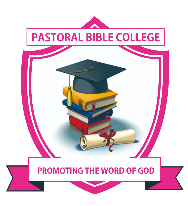 PASTORAL BIBLE COLLEGE
PROMOTING THE WORD OF GOD